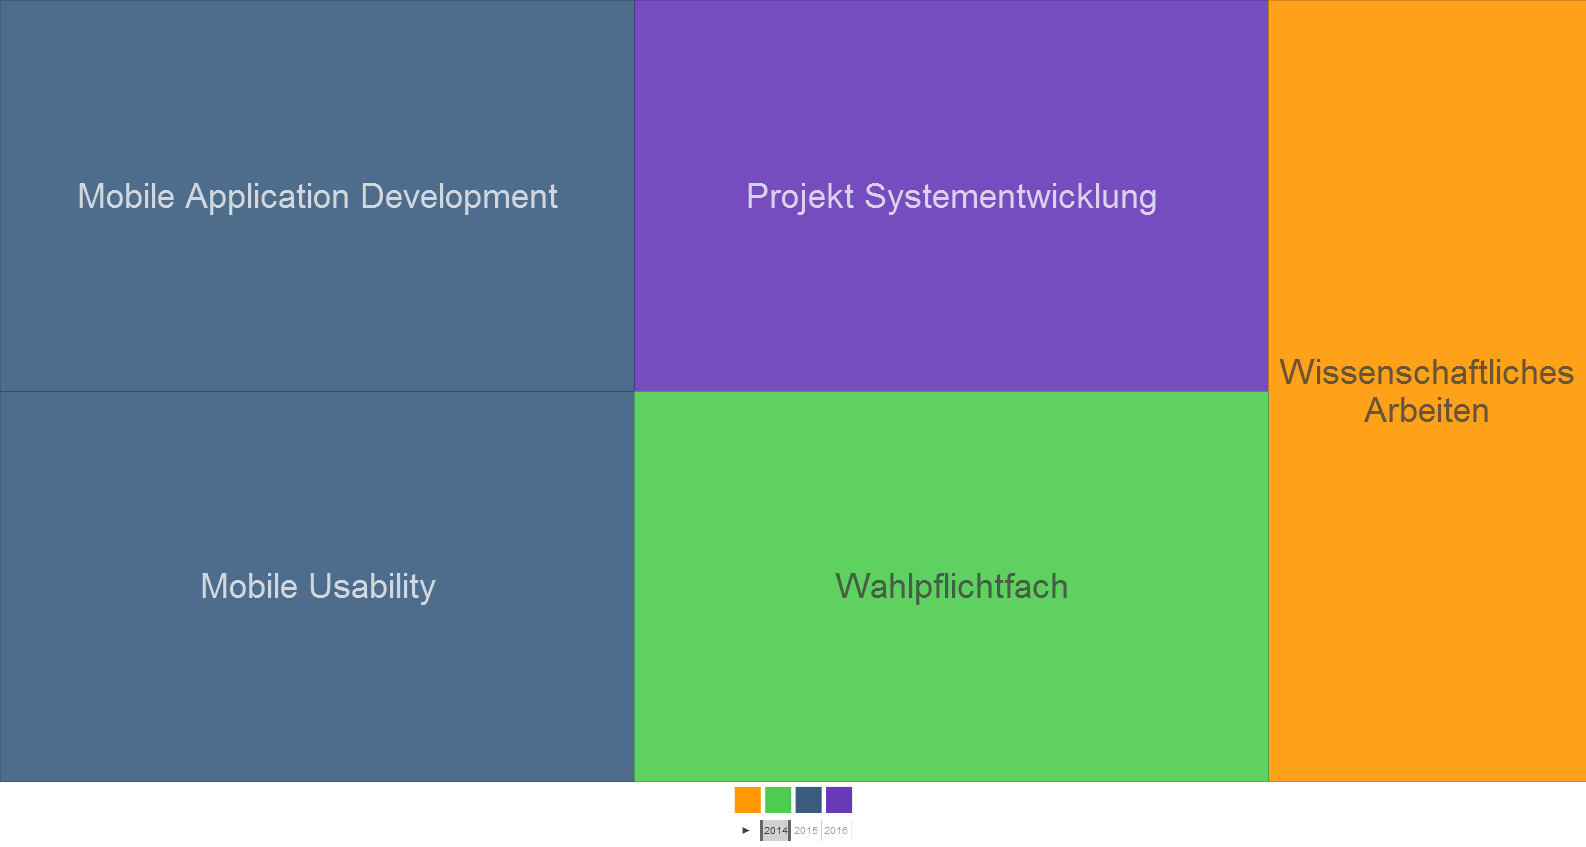 Mobile Application Development
Projekt Systementwicklung
Wissenschaftliches
Arbeiten
Mobile Usability
Wahlpflichtfach
2014 2015 2016